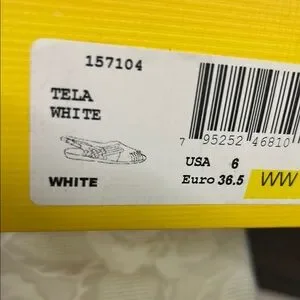 157104
TELA
WHITE
7 95252 46810
USA 6
Euro 36.5
WW
WHITE